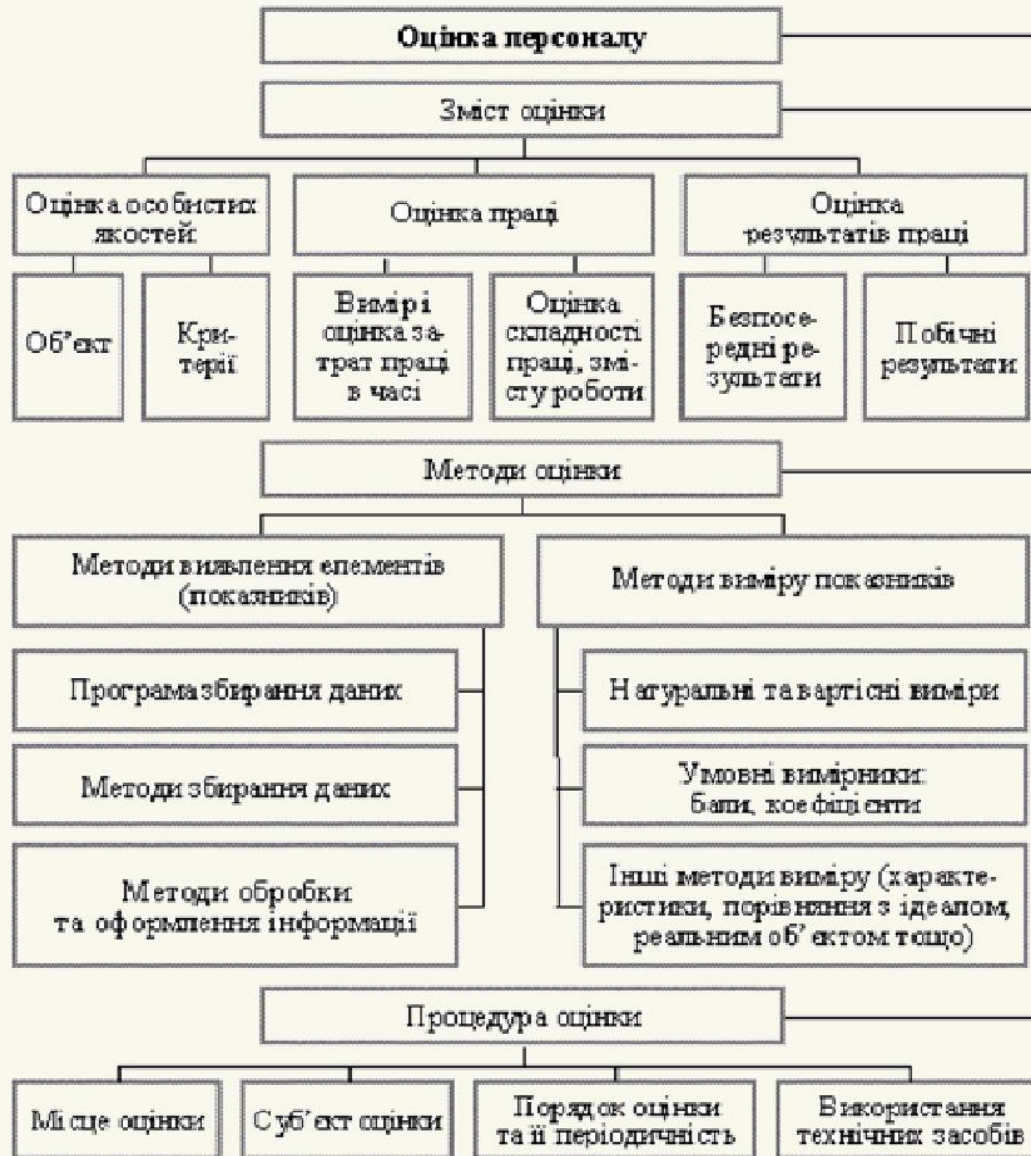 Оцінка персоналу
Зміст оцінки
Оцінка особистих
якостей
Оцінка праці
Оцінка
результатів праці
Об’єкт
Кри-
терії
Вимір і
оцінка за-
трат праці
в часі
Оцінка
складності
праці, змі-
сту роботи
Безпосе-
редні ре-
зультати
Побічні
результати
Методи оцінки
Методи виявлення елементів
(показників)
Методи виміру показників
Програма збирання даних
Натуральні та вартісні виміри
Методи збирання даних
Умовні вимірники:
бали, коефіцієнти
Методи обробки
та оформлення інформації
Інші методи виміру (характе-
ристики, порівняння з ідеалом,
реальним об’єктом тощо)
Процедура оцінки
Місце оцінки
Суб’єкт оцінки
Порядок оцінки
та її періодичність
Використання
технічних засобів